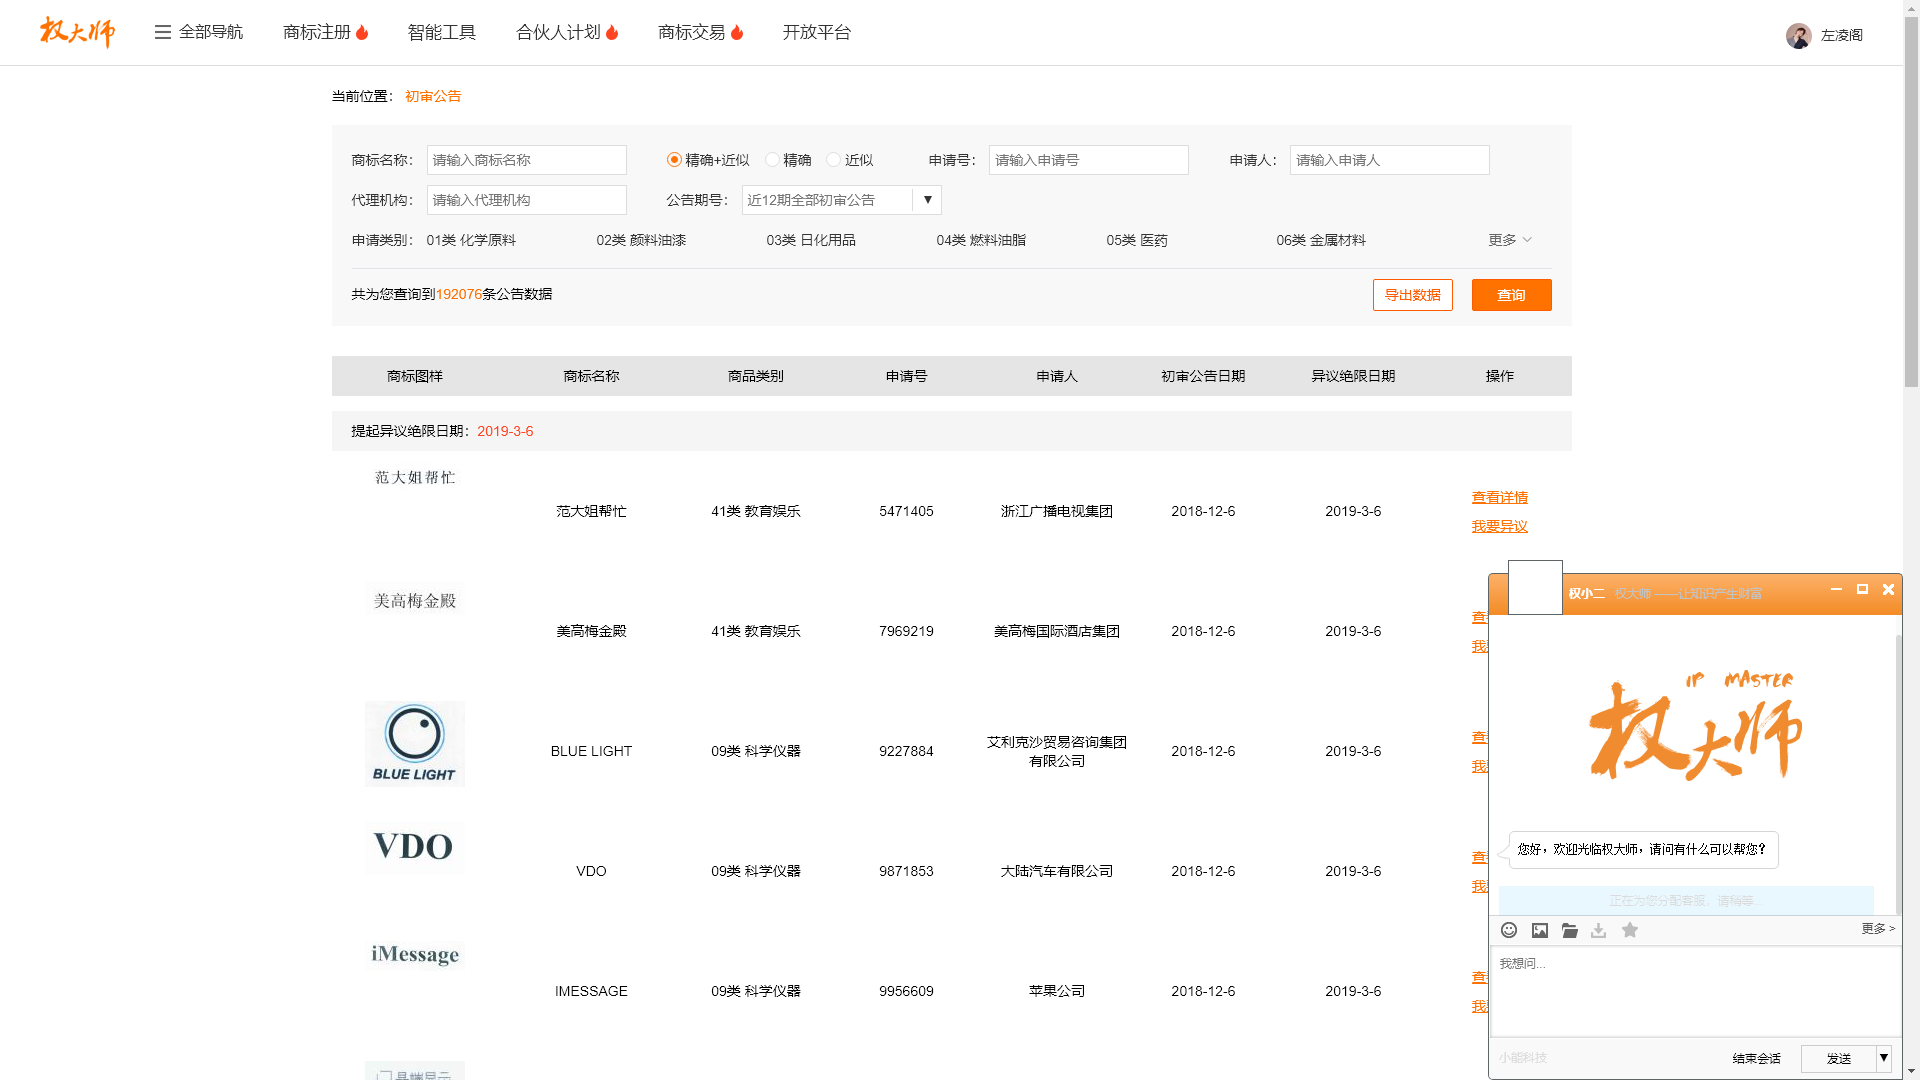 权大师
全部导航 商标注册 智能工具 合伙人计划 商标交易 开放平台 左凌阁
当前位置： 初审公告
商标名称： 请输入商标名称 精确+近似 精确 近似 申请号： 请输入申请号 申请人： 请输入申请人
代理机构： 请输入代理机构 公告期号： 近12期全部初审公告 ▼
申请类别： 01类 化学原料 02类 颜料油漆 03类 日化用品 04类 燃料油脂 05类 医药 06类 金属材料 更多
共为您查询到192076条公告数据 导出数据 查询
商标图样 商标名称 商品类别 申请号 申请人 初审公告日期 异议绝限日期 操作
提起异议绝限日期：2019-3-6
范大姐帮忙
范大姐帮忙 41类 教育娱乐 5471405 浙江广播电视集团 2018-12-6 2019-3-6 查看详情
我要异议
美高梅金殿
美高梅金殿 41类 教育娱乐 7969219 美高梅国际酒店集团 2018-12-6 2019-3-6
BLUE LIGHT
BLUE LIGHT 09类 科学仪器 9227884 艾利克沙贸易咨询集团有限公司 2018-12-6 2019-3-6
VDO
VDO 09类 科学仪器 9871853 大陆汽车有限公司 2018-12-6 2019-3-6
iMessage
IMESSAGE 09类 科学仪器 9956609 苹果公司 2018-12-6 2019-3-6
权小二 权大师 ——让知识产生财富
IP MASTER
权大师
您好，欢迎光临权大师，请问有什么可以帮您？
正在为您分配客服，请稍等...
更多 >
我想问...
小能科技 结束会话 发送 ▼